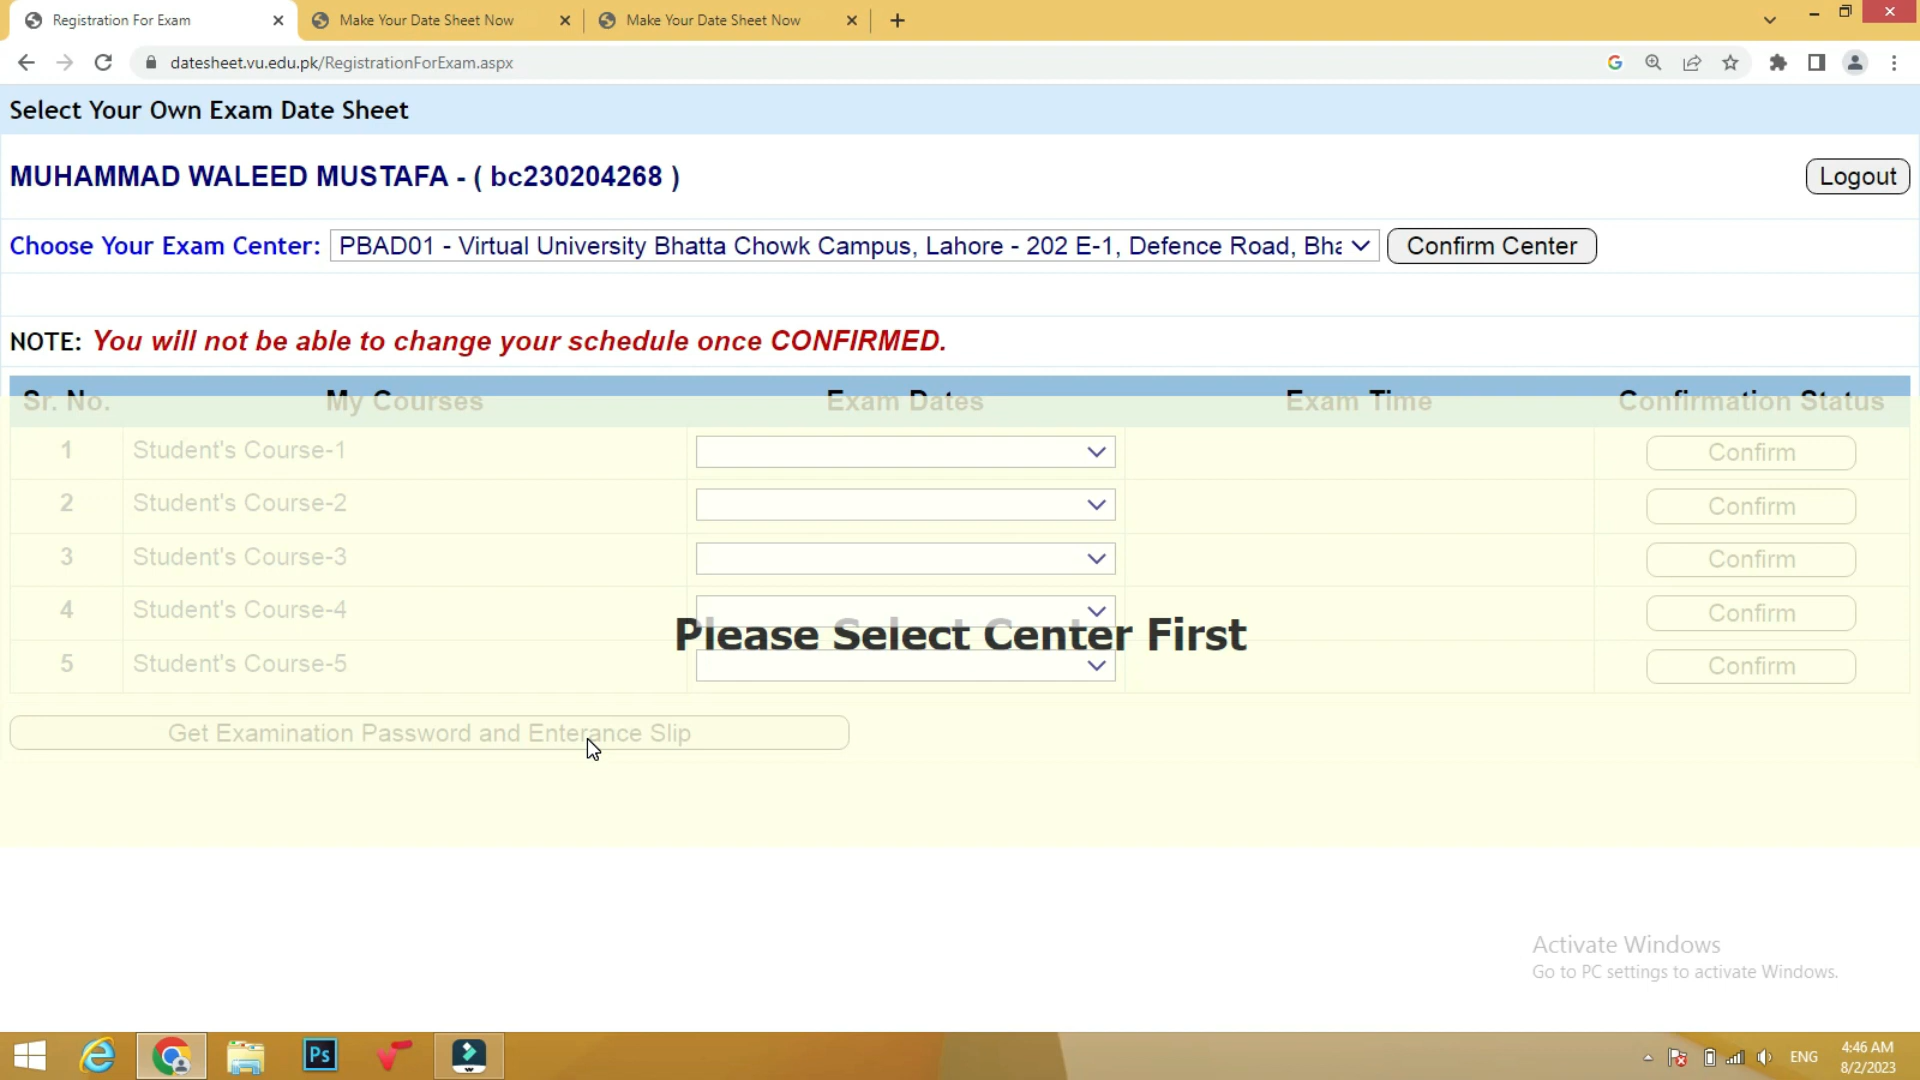 Registration For Exam
Make Your Date Sheet Now
Make Your Date Sheet Now
datesheet.vu.edu.pk/RegistrationForExam.aspx
Select Your Own Exam Date Sheet
MUHAMMAD WALEED MUSTAFA - ( bc230204268 )
Logout
Choose Your Exam Center: PBAD01 - Virtual University Bhatta Chowk Campus, Lahore - 202 E-1, Defence Road, Bha Confirm Center
NOTE: You will not be able to change your schedule once CONFIRMED.
Sr. No. My Courses Exam Dates Exam Time Confirmation Status
1 Student's Course-1 Confirm
2 Student's Course-2 Confirm
3 Student's Course-3 Confirm
4 Student's Course-4 Confirm
Please Select Center First
5 Student's Course-5 Confirm
Get Examination Password and Enterance Slip
Activate Windows
Go to PC settings to activate Windows.
Ps
ENG
4:46 AM
8/2/2023